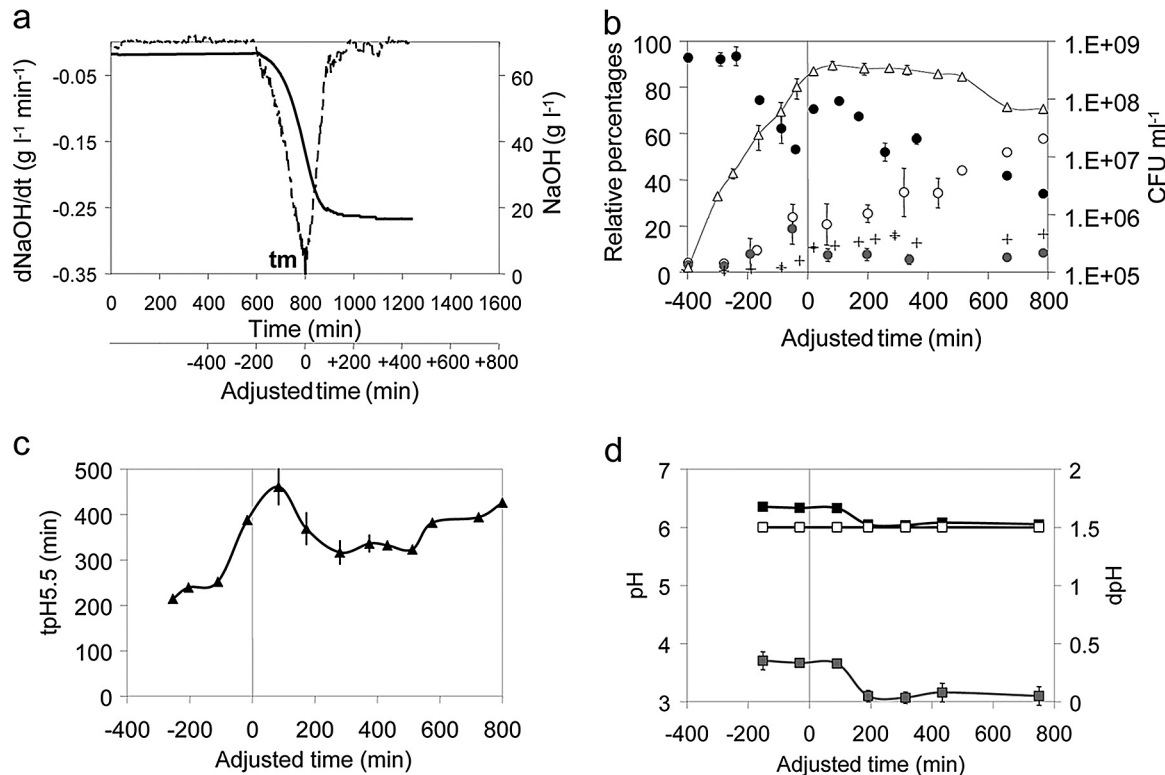 a
-0.05
-0.15
-0.25
-0.35
dNaOH/dt (g l-1 min-1)
60
40
20
0
NaOH (g l-1)
tm
0 200 400 600 800 1000 1200 1400 1600
Time (min)
-400 -200 0 +200 +400 +600 +800
Adjusted time (min)
b
100
80
60
40
20
0
Relative percentages
1.E+09
1.E+08
1.E+07
1.E+06
1.E+05
CFU ml-1
-400 -200 0 200 400 600 800
Adjusted time (min)
c
500
400
300
200
100
0
tpH5.5 (min)
-400 -200 0 200 400 600 800
Adjusted time (min)
d
7
6
5
4
3
pH
2
1.5
1
0.5
0
dpH
-400 -200 0 200 400 600 800
Adjusted time (min)